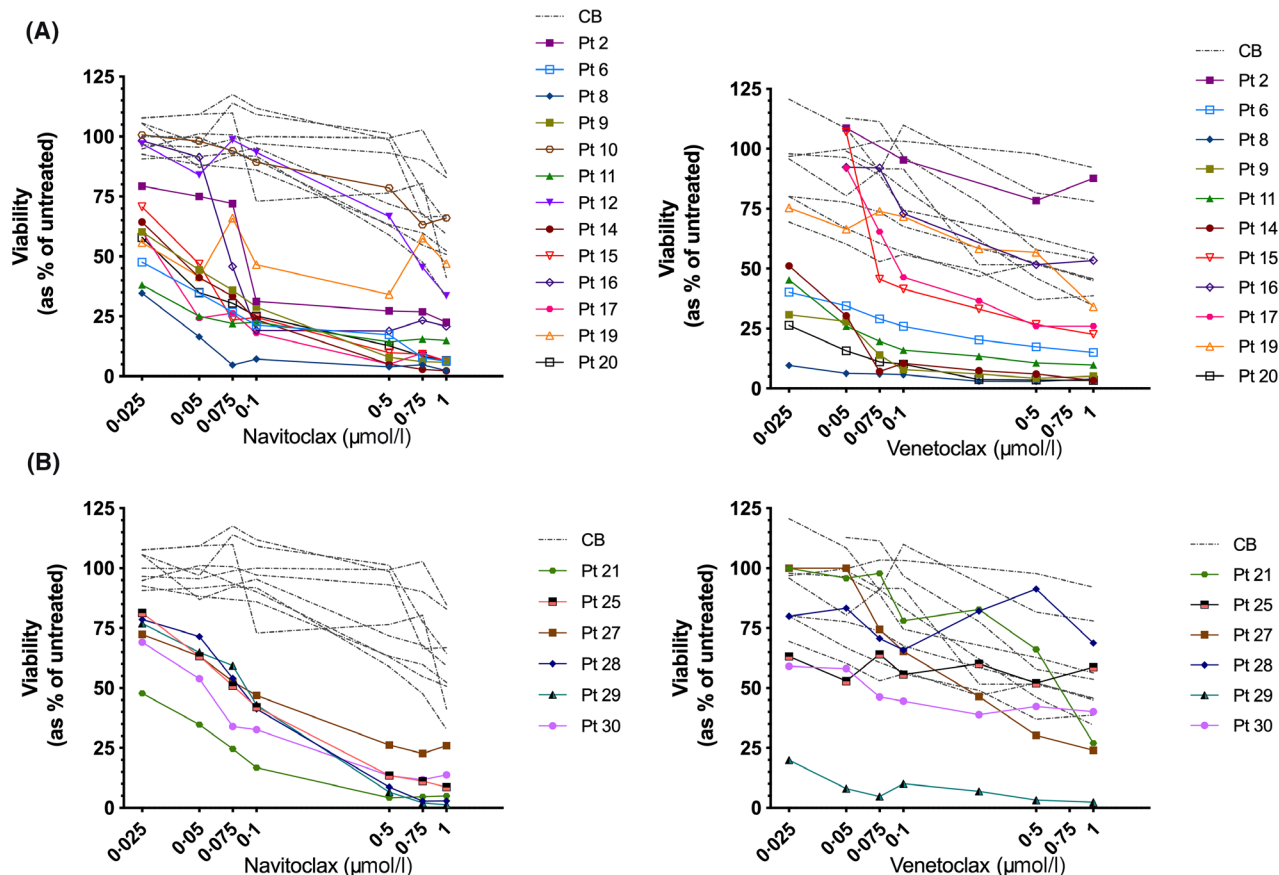 (A)
Viability
(as % of untreated)
125
100
75
50
25
0
0·025
0·05
0·075
0·1
0·5
0·75
1
Navitoclax (µmol/l)
CB
Pt 2
Pt 6
Pt 8
Pt 9
Pt 10
Pt 11
Pt 12
Pt 14
Pt 15
Pt 16
Pt 17
Pt 19
Pt 20
Viability
(as % of untreated)
125
100
75
50
25
0
0·025
0·05
0·075
0·1
0·5
0·75
1
Venetoclax (µmol/l)
CB
Pt 2
Pt 6
Pt 8
Pt 9
Pt 11
Pt 14
Pt 15
Pt 16
Pt 17
Pt 19
Pt 20
(B)
Viability
(as % of untreated)
125
100
75
50
25
0
0·025
0·05
0·075
0·1
0·5
0·75
1
Navitoclax (µmol/l)
CB
Pt 21
Pt 25
Pt 27
Pt 28
Pt 29
Pt 30
Viability
(as % of untreated)
125
100
75
50
25
0
0·025
0·05
0·075
0·1
0·5
0·75
1
Venetoclax (µmol/l)
CB
Pt 21
Pt 25
Pt 27
Pt 28
Pt 29
Pt 30